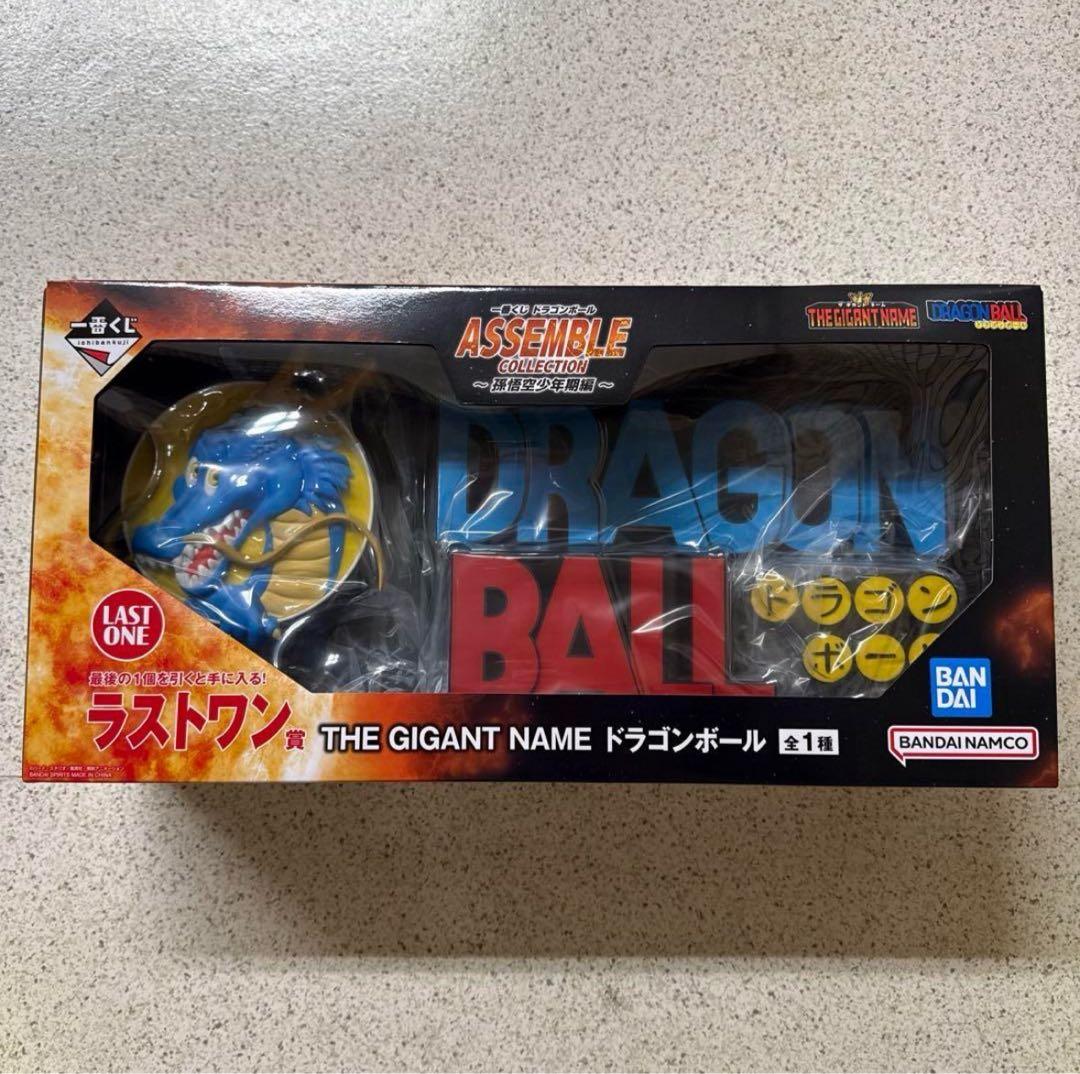 一番くじ
ichibankuji
一番くじ ドラゴンボール
ASSEMBLE
COLLECTION
～孫悟空少年期編～
THE GIGANT NAME
DRAGON BALL
DRAGON
BALL
ドラゴン
ボー
LAST
ONE
最後の1個を引くと手に入る!
ラストワン賞
THE GIGANT NAME ドラゴンボール 全1種
BAN
DAI
BANDAI NAMCO
BANDAI SPIRITS MADE IN CHINA